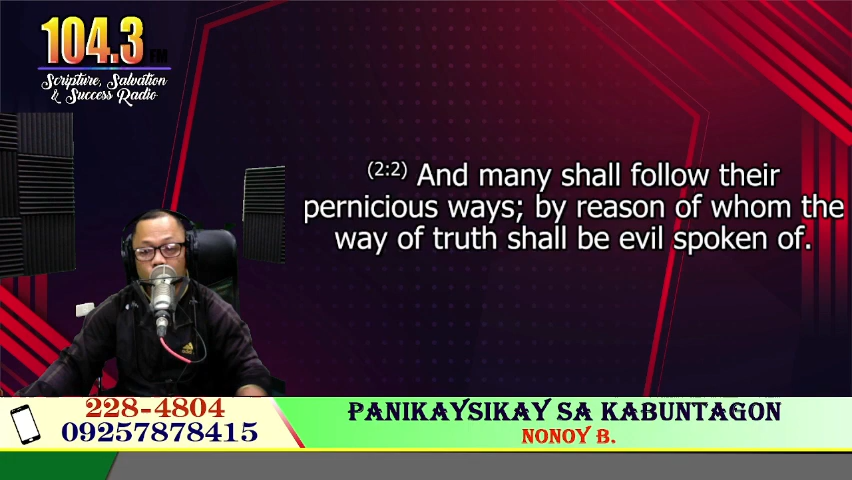 104.3 FM
Scripture, Salvation
& Success Radio
(2:2) And many shall follow their
pernicious ways; by reason of whom the
way of truth shall be evil spoken of.
228-4804
09257878415
PANIKAYSIKAY SA KABUNTAGON
NONOY B.